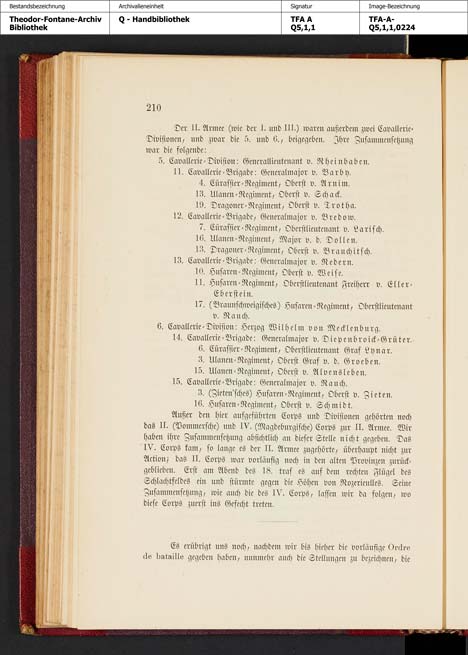 Bestandsbezeichnung Archivalieneinheit Signatur Image-Bezeichnung
Theodor-Fontane-Archiv Q - Handbibliothek TFA A TFA-A-
Bibliothek Q5,1,1 Q5,1,1,0224
210
Der II. Armee (wie der I. und III.) waren außerdem zwei Cavallerie-
Divisionen, und zwar die 5. und 6., beigegeben. Ihre Zusammensetzung
war die folgende:
5. Cavallerie-Division: Generallieutenant v. Rheinbaben.
11. Cavallerie-Brigade: Generalmajor v. Barby.
4. Cürassier-Regiment, Oberst v. Arnim.
13. Ulanen-Regiment, Oberst v. Schack.
19. Dragoner-Regiment, Oberst v. Trotha.
12. Cavallerie-Brigade, Generalmajor v. Bredow.
7. Cürassier-Regiment, Oberstlieutenant v. Larisch.
16. Ulanen-Regiment, Major v. d. Dollen.
13. Dragoner-Regiment, Oberst v. Brauchitsch.
13. Cavallerie-Brigade: Generalmajor v. Redern.
10. Husaren-Regiment, Oberst v. Weise.
11. Husaren-Regiment, Oberstlieutenant Freiherr v. Eller-
Eberstein.
17. (Braunschweigisches) Husaren-Regiment, Oberstlieutenant
v. Rauch.
6. Cavallerie-Division: Herzog Wilhelm von Mecklenburg.
14. Cavallerie-Brigade: Generalmajor v. Diepenbroick-Grüter.
6. Cürassier-Regiment, Oberstlieutenant Graf Lynar.
3. Ulanen-Regiment, Oberst Graf v. d. Groeben.
15. Ulanen-Regiment, Oberst v. Alvensleben.
15. Cavallerie-Brigade: Generalmajor v. Rauch.
3. (Zieten'sches) Husaren-Regiment, Oberst v. Zieten.
16. Husaren-Regiment, Oberst v. Schmidt.
Außer den hier aufgeführten Corps und Divisionen gehörten noch
das II. (Pommersche) und IV. (Magdeburgische) Corps zur II. Armee. Wir
haben ihre Zusammensetzung absichtlich an dieser Stelle nicht gegeben. Das
IV. Corps kam, so lange es der II. Armee zugehörte, überhaupt nicht zur
Action; das II. Corps war vorläufig noch in den alten Provinzen zurück-
geblieben. Erst am Abend des 18. traf es auf dem rechten Flügel des
Schlachtfeldes ein und stürmte gegen die Höhen von Rozerieulles. Seine
Zusammensetzung, wie auch die des IV. Corps, lassen wir da folgen, wo
diese Corps zuerst ins Gefecht treten.
Es erübrigt uns noch, nachdem wir bis hieher die vorläufige Ordre
de bataille gegeben haben, nunmehr auch die Stellungen zu bezeichnen, die